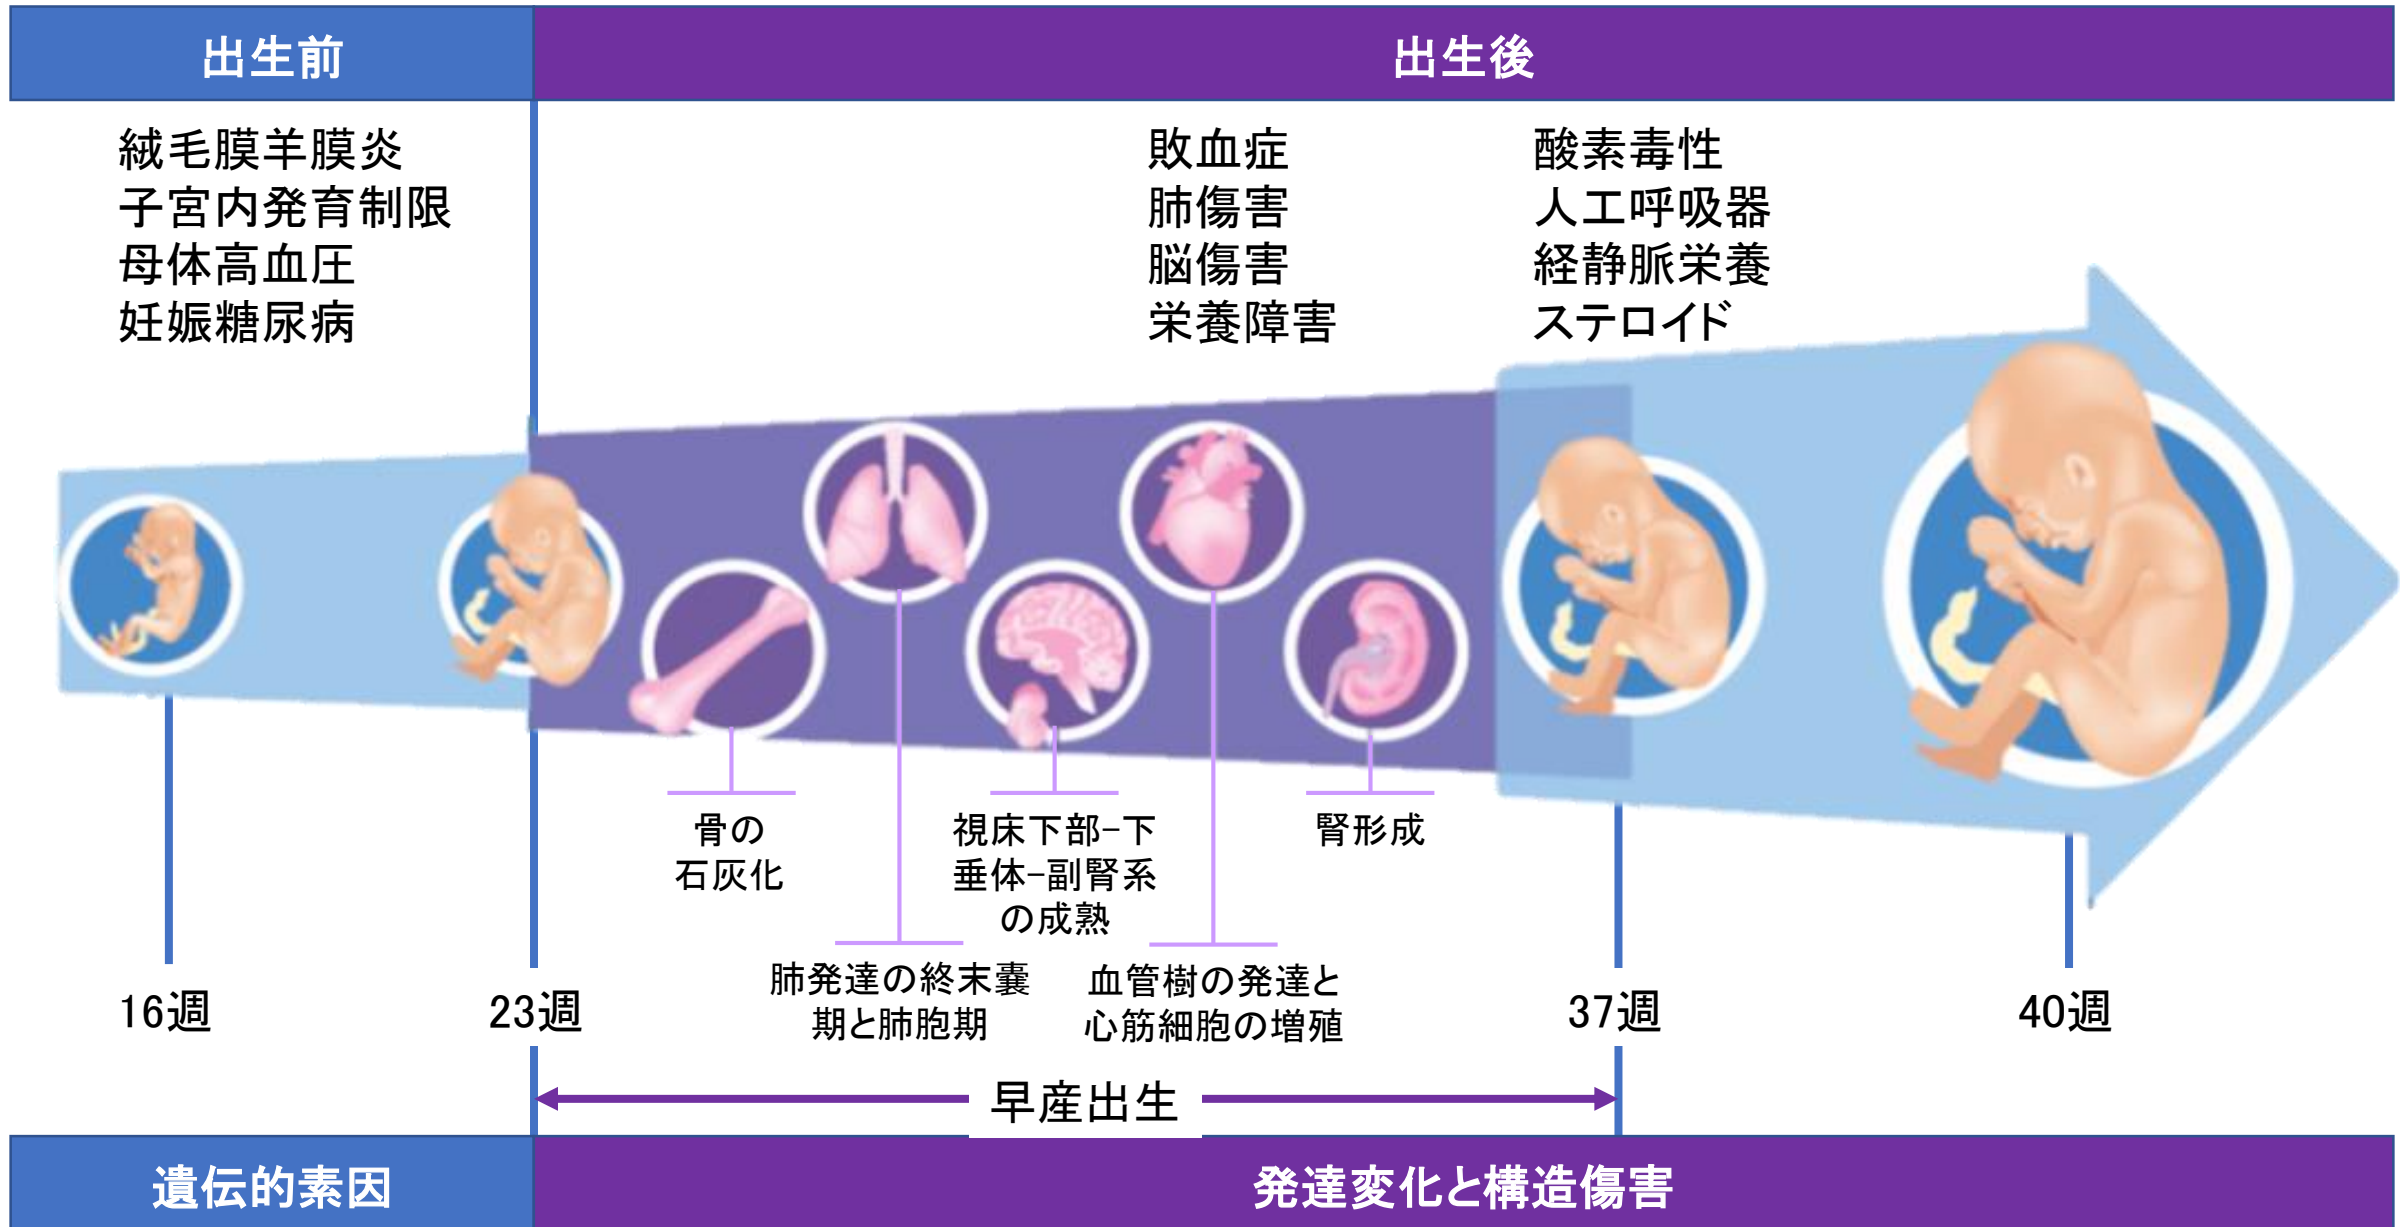 出生前
出生後
絨毛膜羊膜炎
子宮内発育制限
母体高血圧
妊娠糖尿病
敗血症
肺傷害
脳傷害
栄養障害
酸素毒性
人工呼吸器
経静脈栄養
ステロイド
骨の
石灰化
視床下部-下
垂体-副腎系
の成熟
腎形成
肺発達の終末嚢
期と肺胞期
血管樹の発達と
心筋細胞の増殖
16週
23週
37週
40週
早産出生
遺伝的素因
発達変化と構造傷害